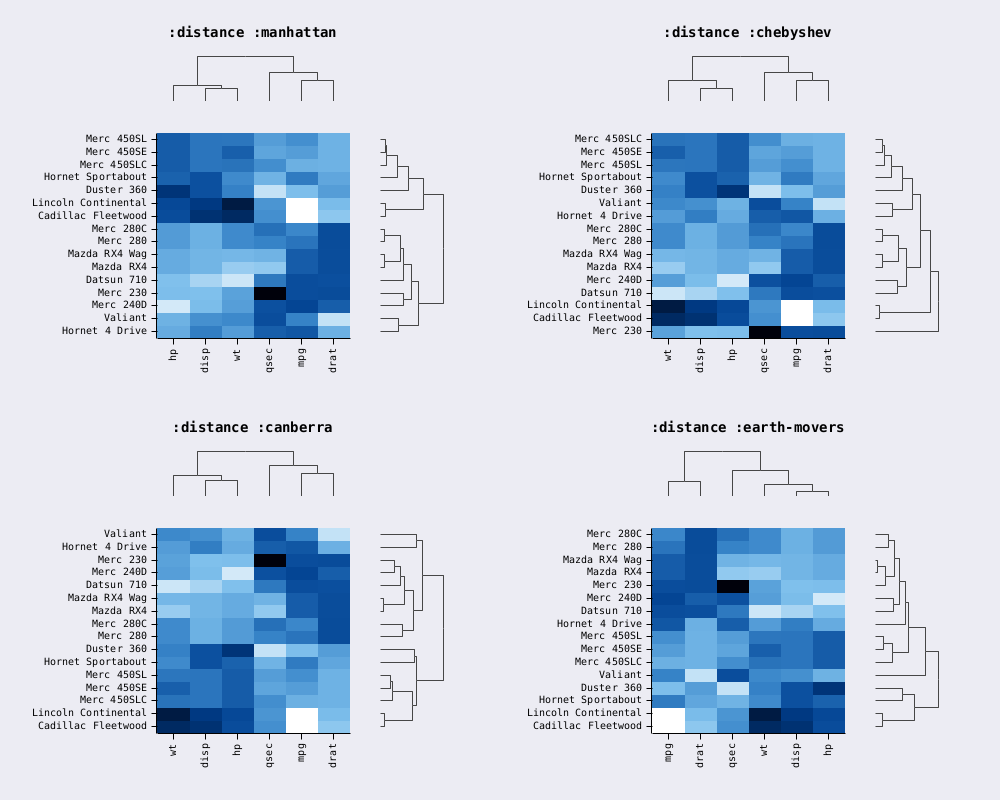 :distance :manhattan
Merc 450SL
Merc 450SE
Merc 450SLC
Hornet Sportabout
Duster 360
Lincoln Continental
Cadillac Fleetwood
Merc 280C
Merc 280
Mazda RX4 Wag
Mazda RX4
Datsun 710
Merc 230
Merc 240D
Valiant
Hornet 4 Drive
hp
disp
wt
qsec
mpg
drat
:distance :chebyshev
Merc 450SLC
Merc 450SE
Merc 450SL
Hornet Sportabout
Duster 360
Valiant
Hornet 4 Drive
Merc 280C
Merc 280
Mazda RX4 Wag
Mazda RX4
Merc 240D
Datsun 710
Lincoln Continental
Cadillac Fleetwood
Merc 230
wt
disp
hp
qsec
mpg
drat
:distance :canberra
Valiant
Hornet 4 Drive
Merc 230
Merc 240D
Datsun 710
Mazda RX4 Wag
Mazda RX4
Merc 280C
Merc 280
Duster 360
Hornet Sportabout
Merc 450SL
Merc 450SE
Merc 450SLC
Lincoln Continental
Cadillac Fleetwood
wt
disp
hp
qsec
mpg
drat
:distance :earth-movers
Merc 280C
Merc 280
Mazda RX4 Wag
Mazda RX4
Merc 230
Merc 240D
Datsun 710
Hornet 4 Drive
Merc 450SL
Merc 450SE
Merc 450SLC
Valiant
Duster 360
Hornet Sportabout
Lincoln Continental
Cadillac Fleetwood
mpg
drat
qsec
wt
disp
hp